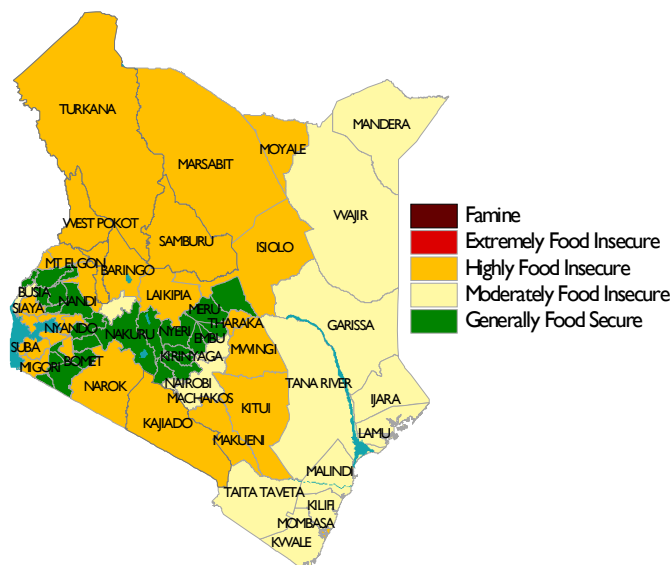 MANDERA
TURKANA
MOYALE
MARSABIT
WAJIR
WEST POKOT
SAMBURU
ISIOLO
MT ELGON
BARINGO
BUSIA
NANDI
LAIKIPIA
SIAYA
MERU
NYANDO
NAKURU
NYERI
THARAKA
EMBU
GARISSA
SUBA
MIGORI
BOMET
KIRINYAGA
MWINGI
NAROK
NAIROBI
MACHAKOS
TANA RIVER
KITUI
IJARA
KAJIADO
MAKUENI
LAMU
MALINDI
TAITA TAVETA
KILIFI
MOMBASA
KWALE
Famine
Extremely Food Insecure
Highly Food Insecure
Moderately Food Insecure
Generally Food Secure